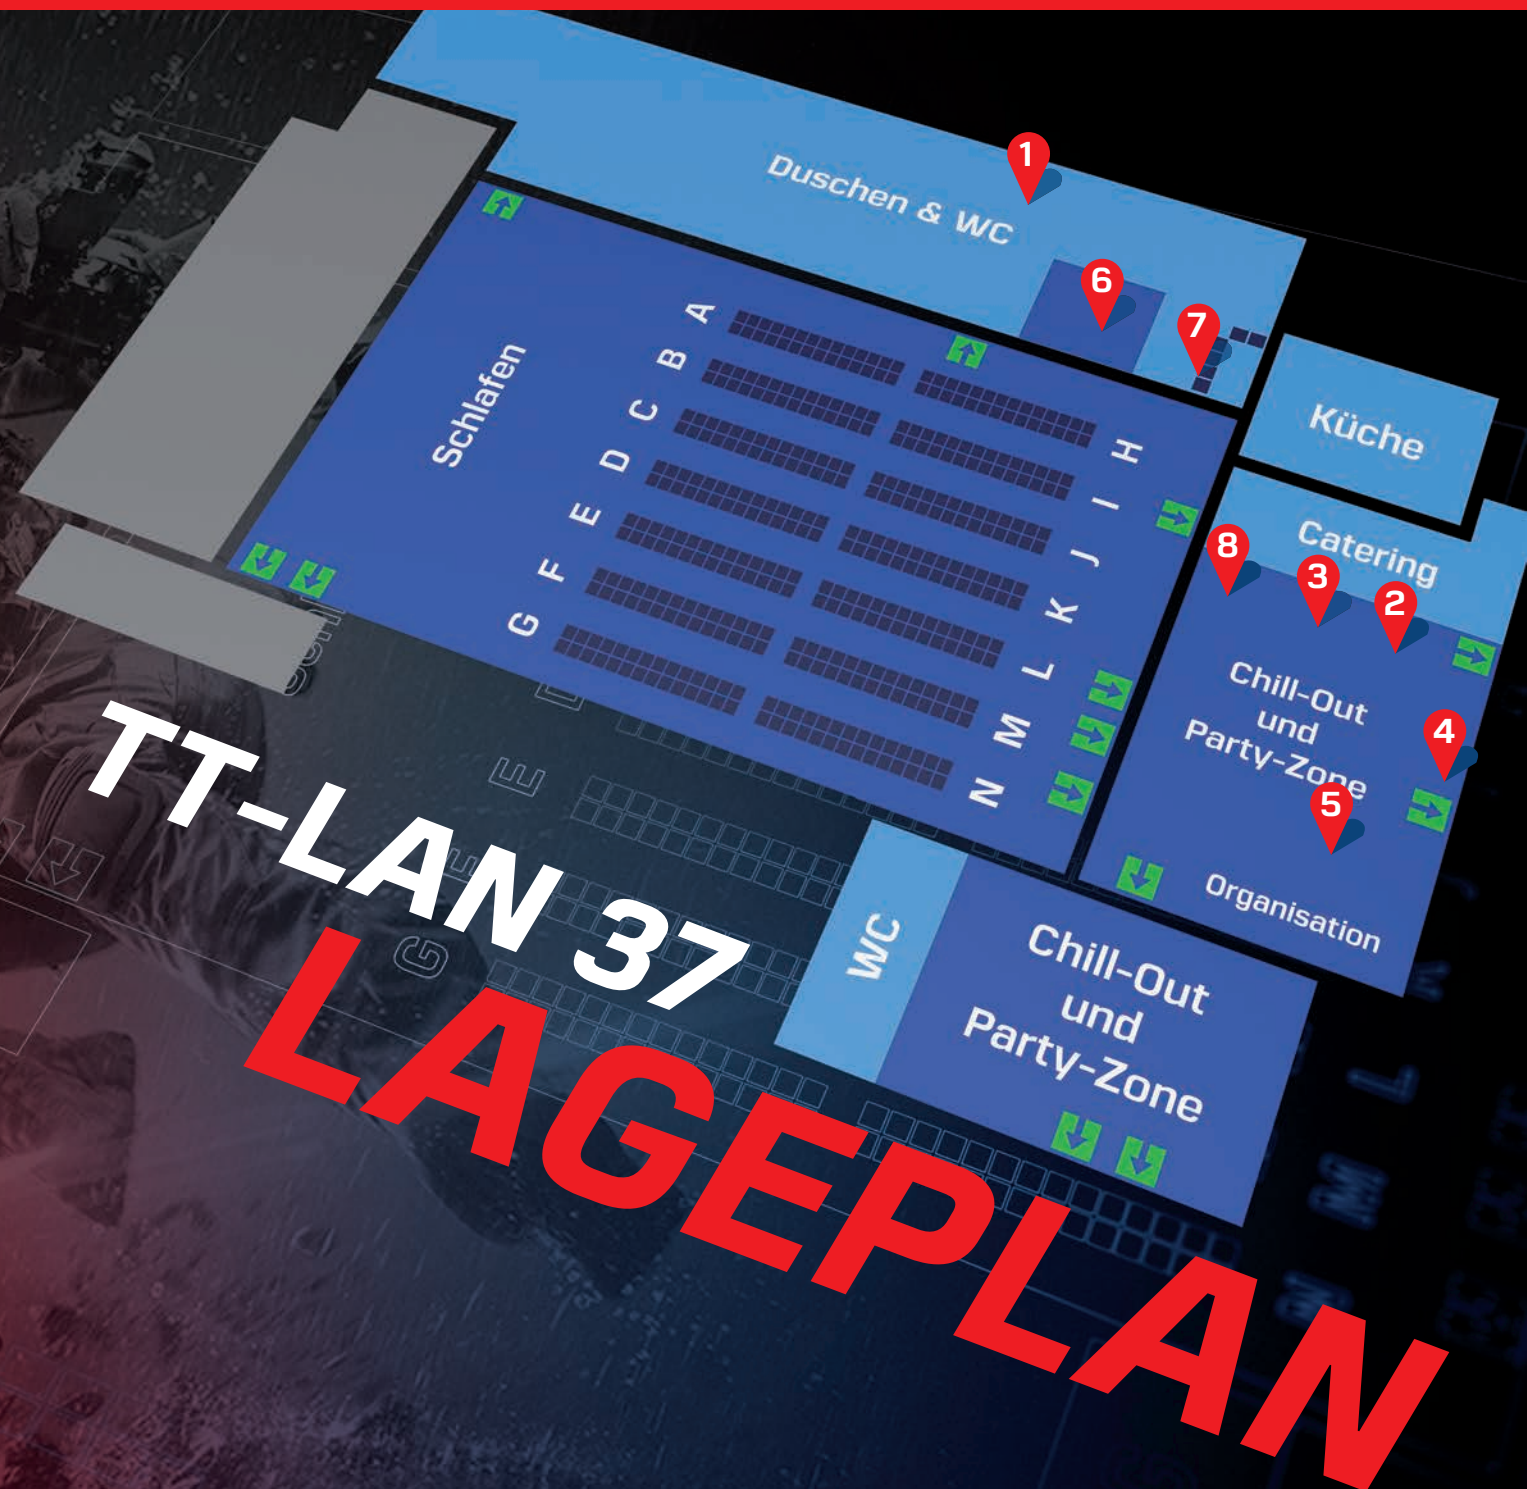 1
Duschen & WC
6
7
A
B
C
D
E
F
G
Schlafen
H
I
J
K
L
M
N
Küche
Catering
8
3
2
Chill-Out
und
Party-Zone
4
5
Organisation
WC
Chill-Out
und
Party-Zone
TT-LAN 37
LAGEPLAN
E
G